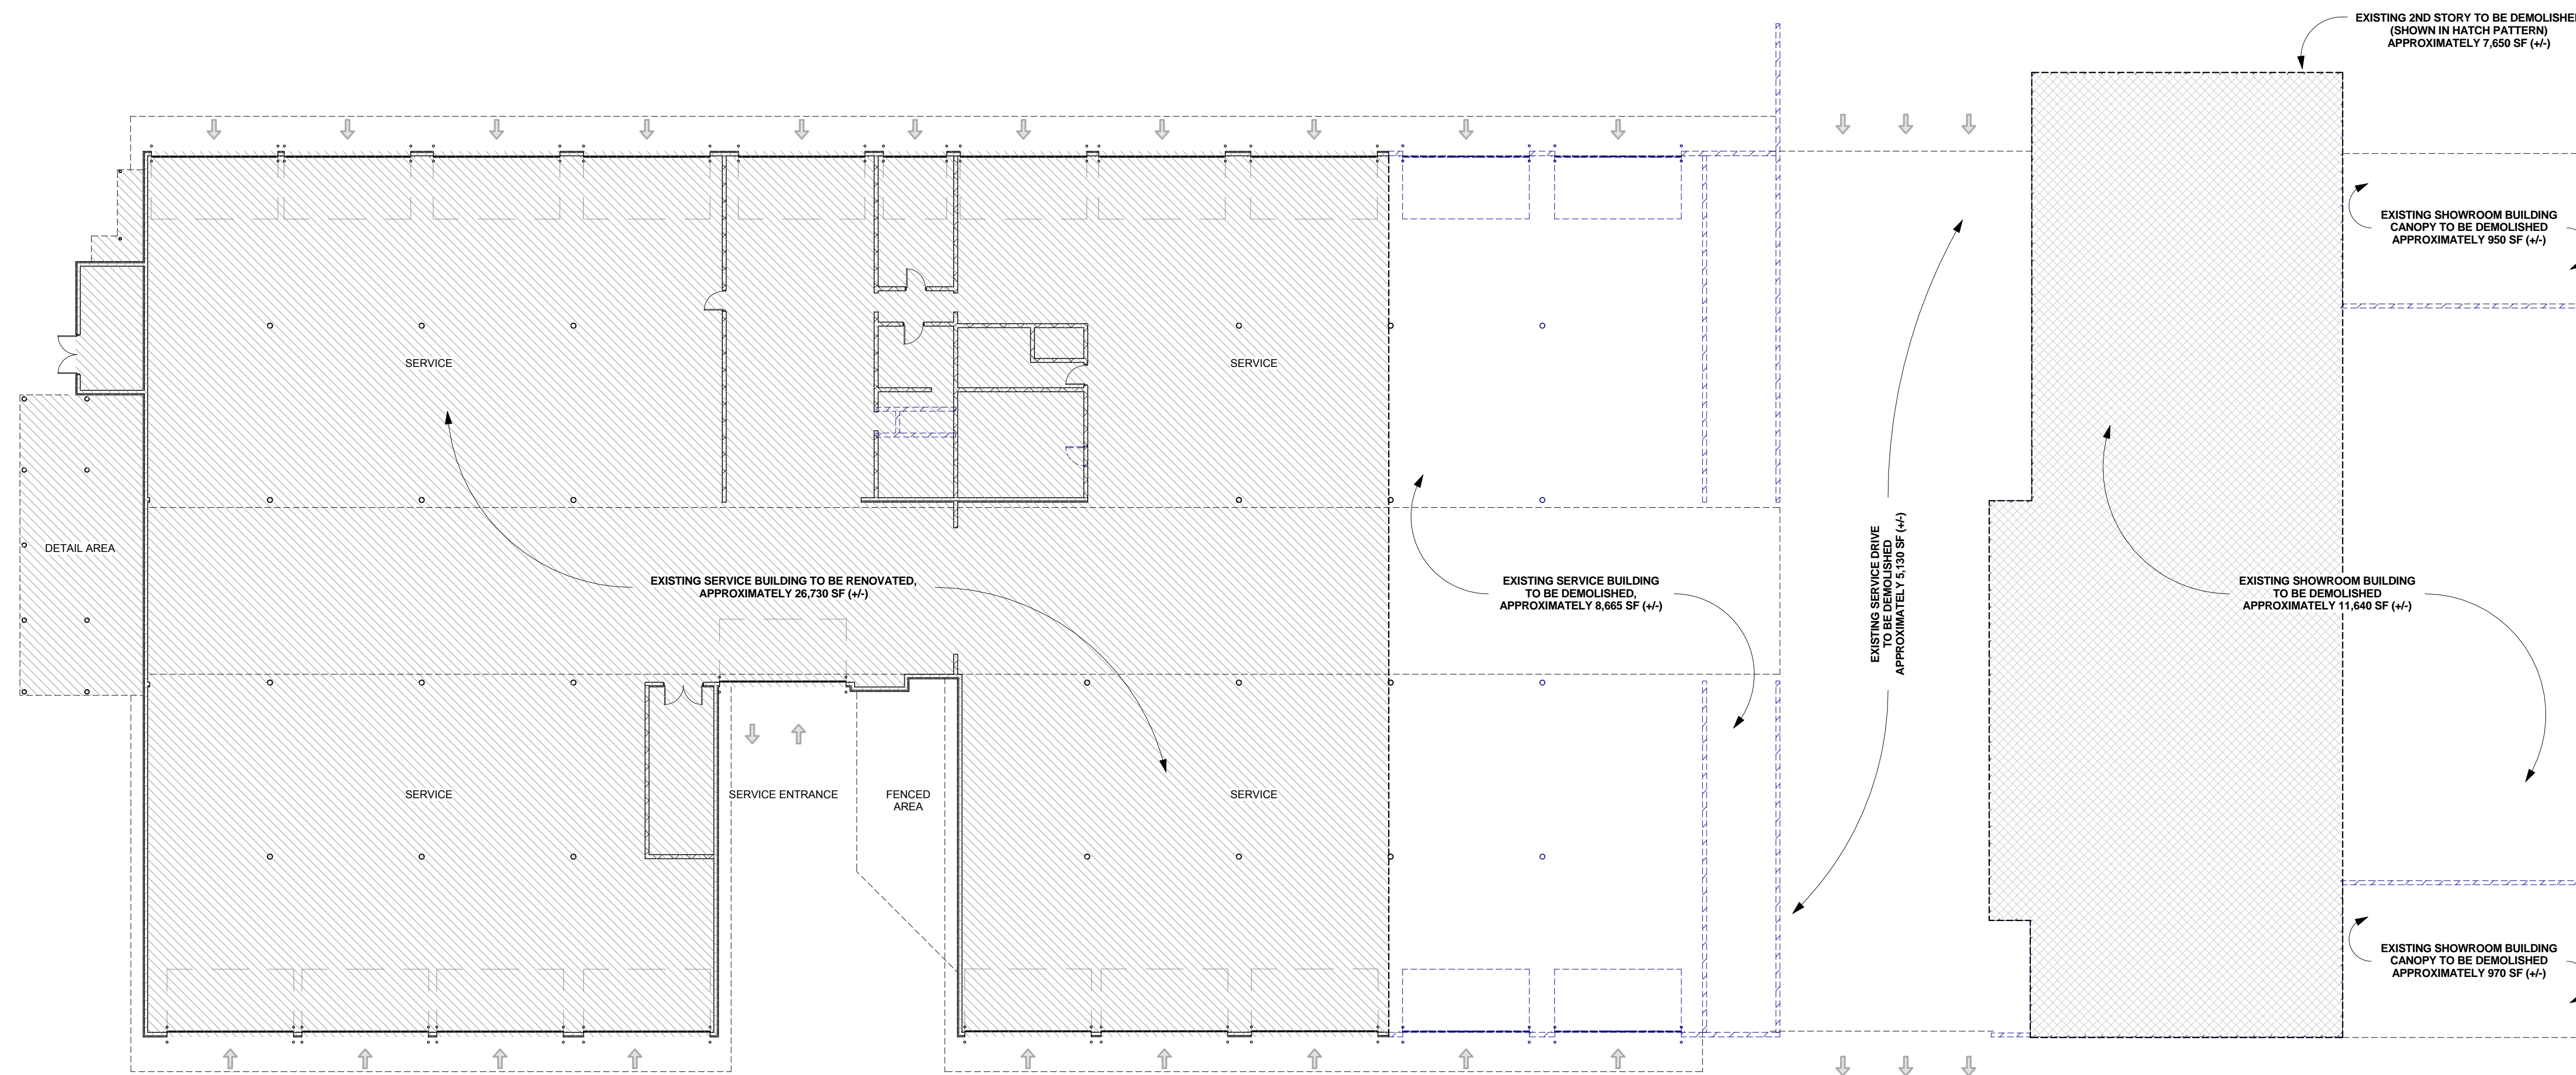 EXISTING 2ND STORY TO BE DEMOLISHE
(SHOWN IN HATCH PATTERN)
APPROXIMATELY 7,650 SF (+/-)
EXISTING SHOWROOM BUILDING
CANOPY TO BE DEMOLISHED
APPROXIMATELY 950 SF (+/-)
SERVICE
SERVICE
DETAIL AREA
EXISTING SERVICE BUILDING TO BE RENOVATED,
APPROXIMATELY 26,730 SF (+/-)
EXISTING SERVICE BUILDING
TO BE DEMOLISHED,
APPROXIMATELY 8,665 SF (+/-)
EXISTING SERVICE DRIVE
TO BE DEMOLISHED
APPROXIMATELY 5,130 SF (+/-)
EXISTING SHOWROOM BUILDING
TO BE DEMOLISHED
APPROXIMATELY 11,640 SF (+/-)
SERVICE
SERVICE ENTRANCE
FENCED
AREA
SERVICE
EXISTING SHOWROOM BUILDING
CANOPY TO BE DEMOLISHED
APPROXIMATELY 970 SF (+/-)